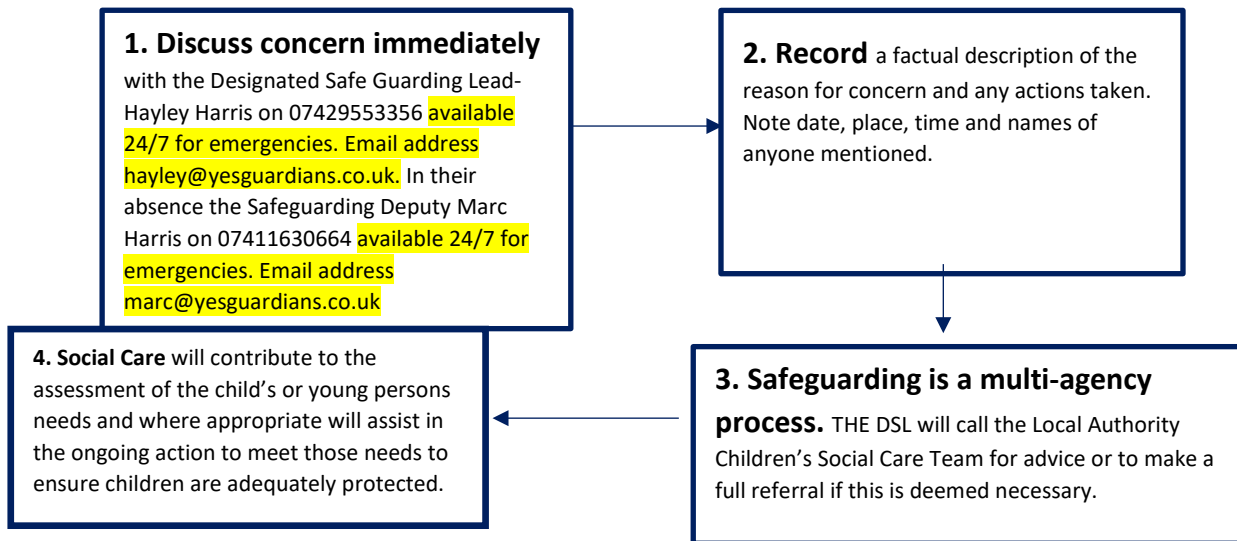 1. Discuss concern immediately
with the Designated Safe Guarding Lead-
Hayley Harris on 07429553356 available
24/7 for emergencies. Email address
hayley@yesguardians.co.uk. In their
absence the Safeguarding Deputy Marc
Harris on 07411630664 available 24/7 for
emergencies. Email address
marc@yesguardians.co.uk
2. Record a factual description of the
reason for concern and any actions taken.
Note date, place, time and names of
anyone mentioned.
3. Safeguarding is a multi-agency
process. THE DSL will call the Local Authority
Children’s Social Care Team for advice or to make a
full referral if this is deemed necessary.
4. Social Care will contribute to the
assessment of the child’s or young persons
needs and where appropriate will assist in
the ongoing action to meet those needs to
ensure children are adequately protected.